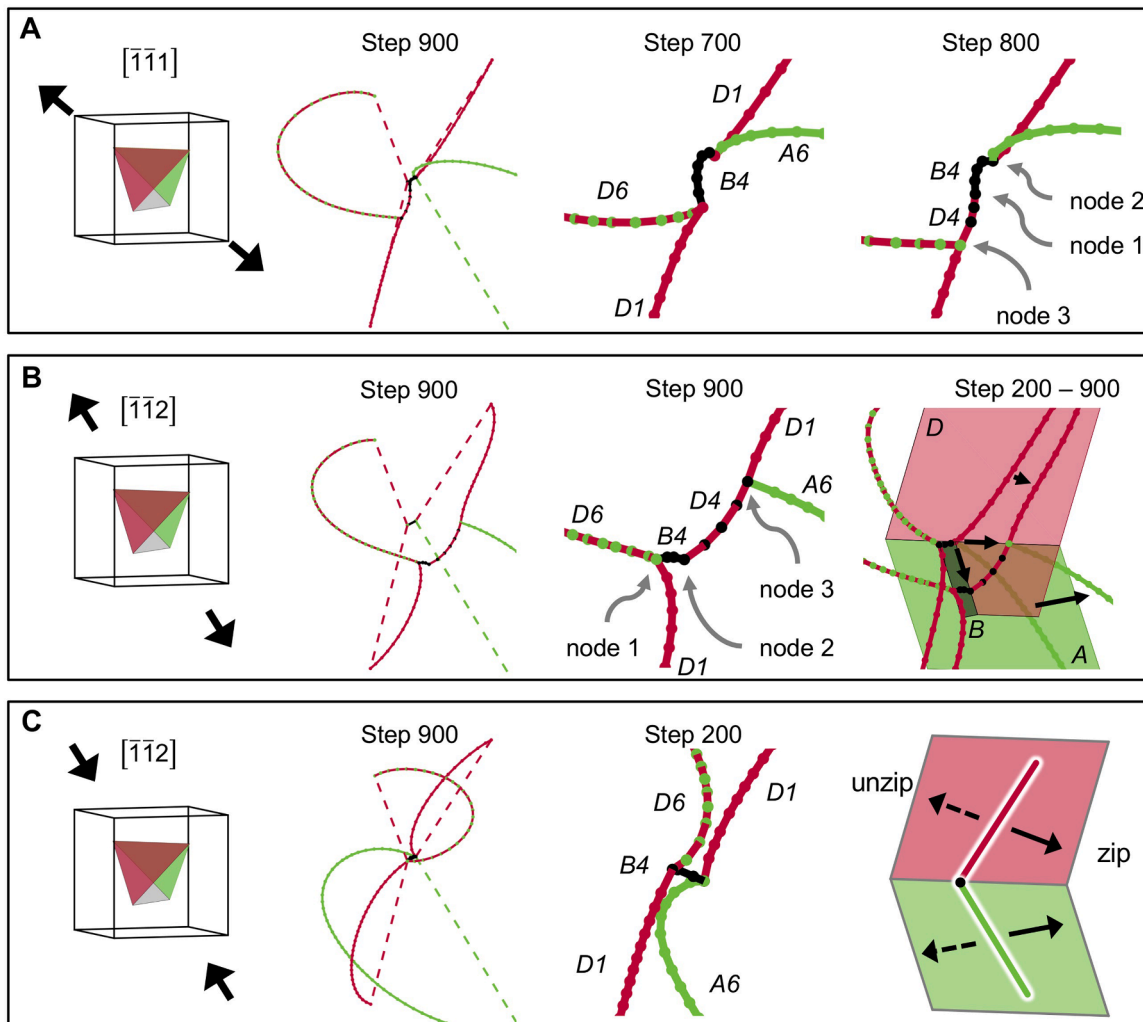 A
[1̅1̅1]
Step 900
Step 700
Step 800
D1
A6
B4
D6
D1
B4
D4
node 2
node 1
node 3
B
[1̅1̅2]
Step 900
Step 900
Step 200 – 900
D1
A6
D4
B4
D6
node 3
node 1
node 2
D1
D
B
A
C
[1̅1̅2]
Step 900
Step 200
D6
D1
B4
D1
A6
unzip
zip